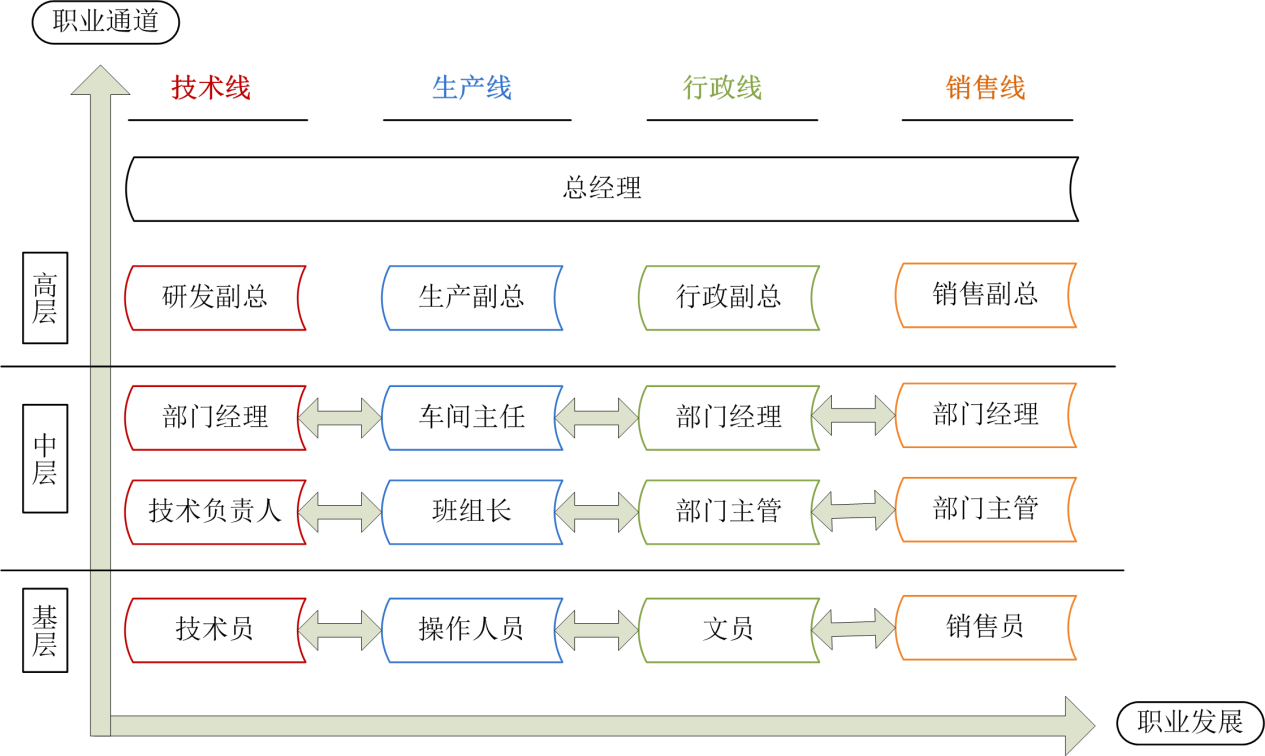 职业通道
技术线 生产线 行政线 销售线
总经理
高层
研发副总 生产副总 行政副总 销售副总
中层
部门经理 车间主任 部门经理 部门经理
技术负责人 班组长 部门主管 部门主管
基层
技术员 操作人员 文员 销售员
职业发展